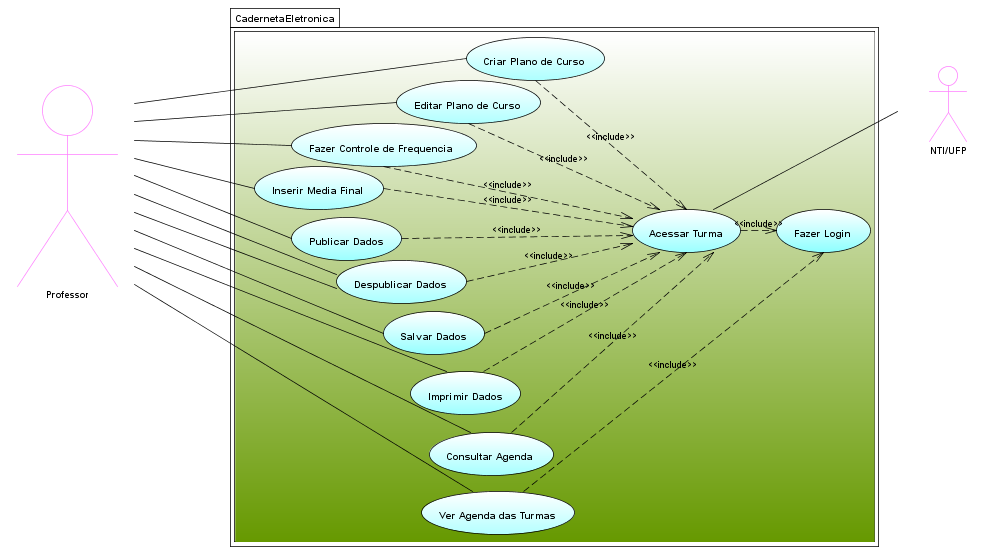 CadernetaEletronica
Criar Plano de Curso
Editar Plano de Curso
<<include>>
Fazer Controle de Frequencia
NTI/UFP
<<include>>
<<include>>
Inserir Media Final
<<include>>
<<include>>
Publicar Dados
<<include>>
Acessar Turma
Fazer Login
<<include>>
Despublicar Dados
<<include>>
Professor
<<include>>
Salvar Dados
<<include>>
<<include>>
Imprimir Dados
Consultar Agenda
Ver Agenda das Turmas